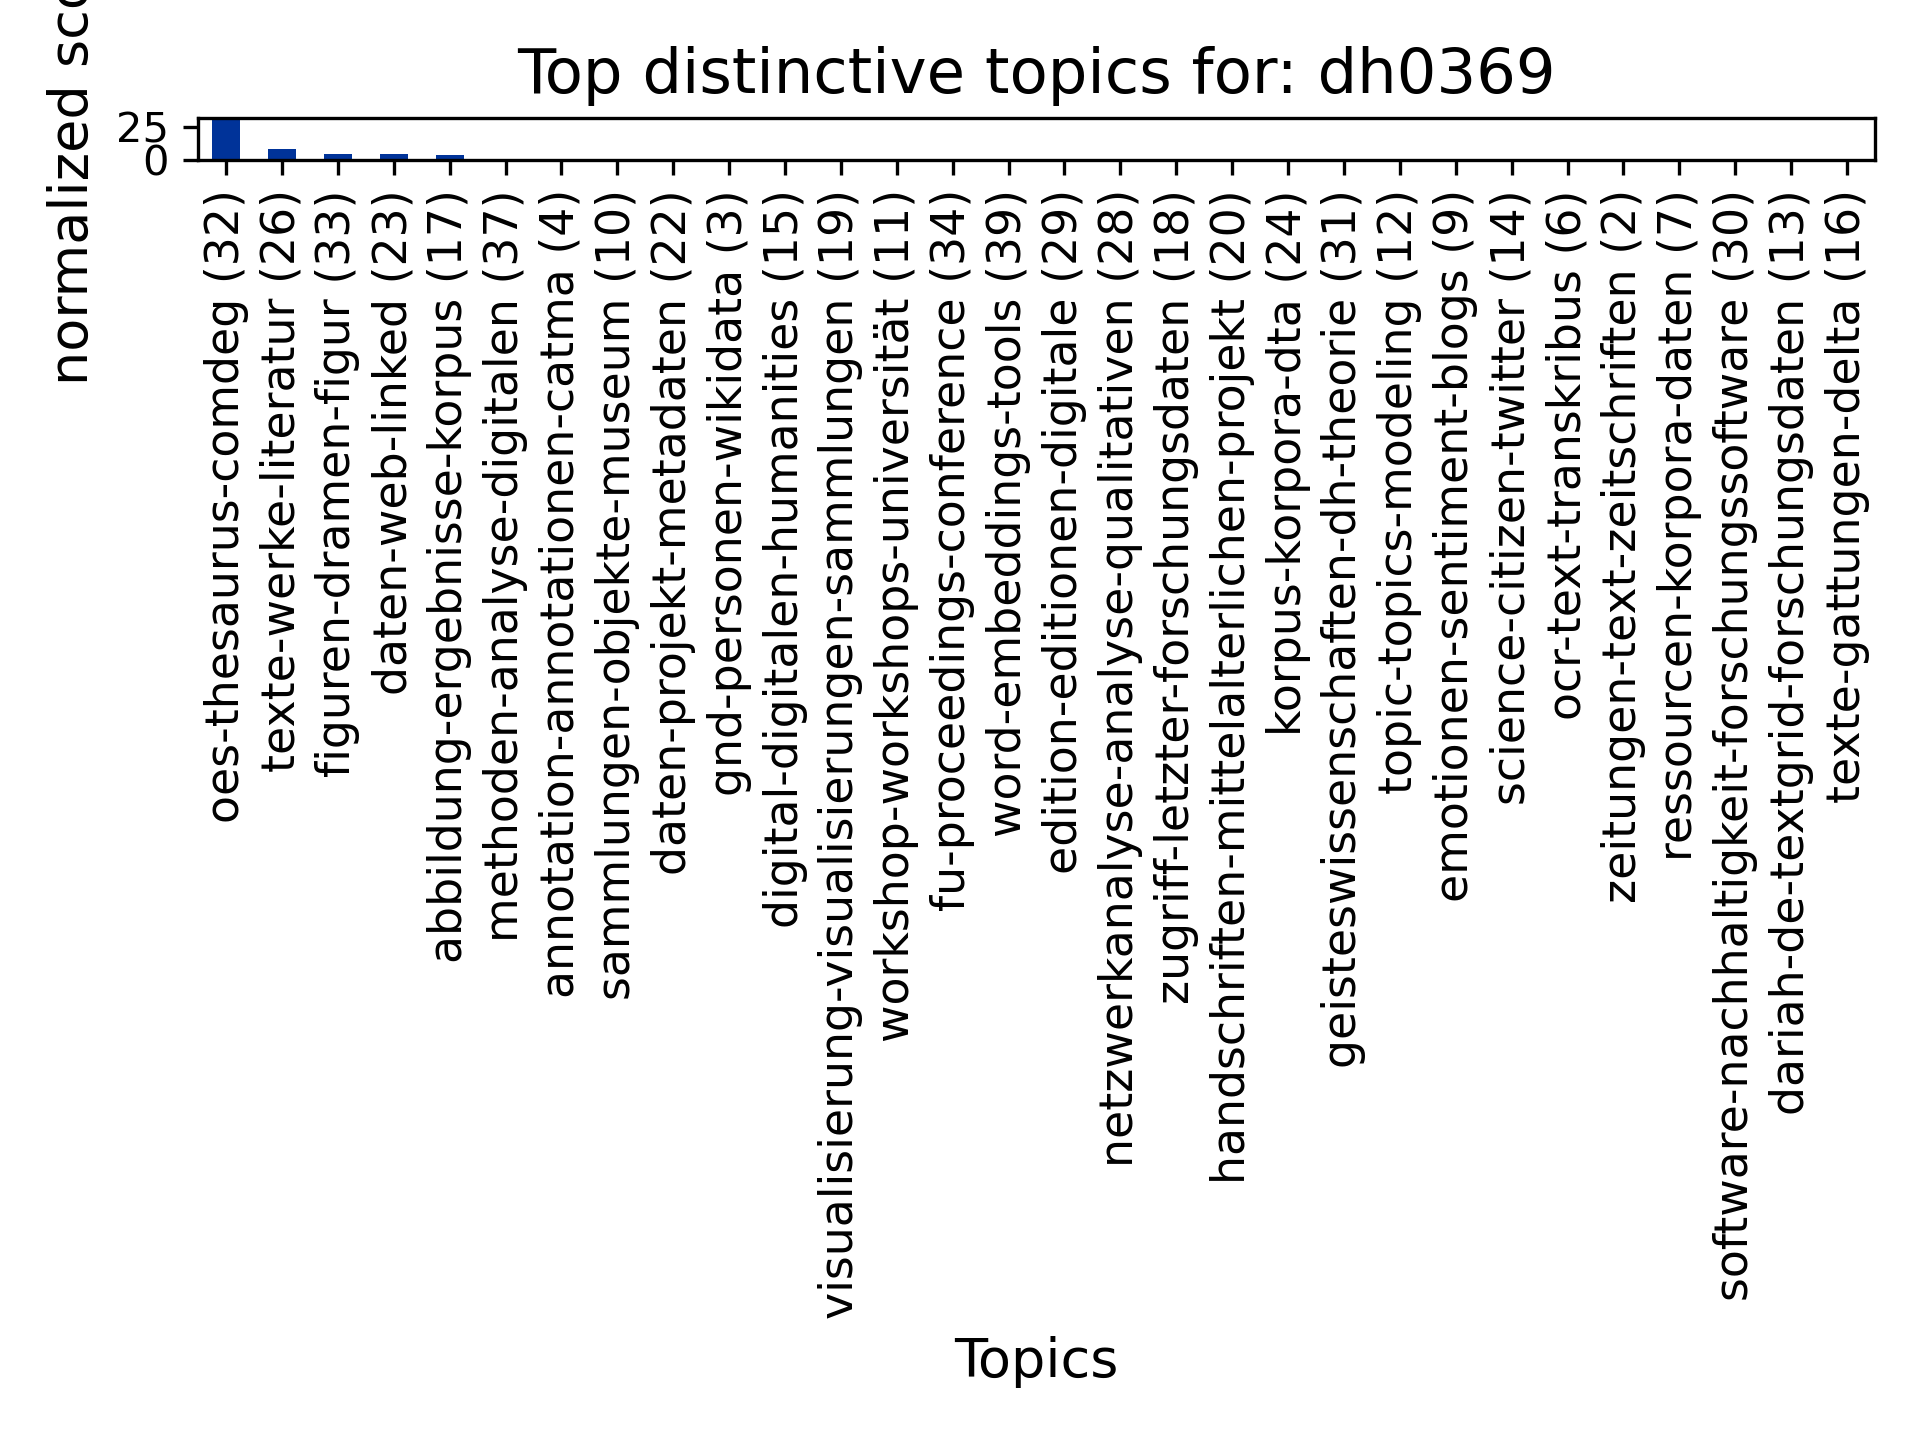 Top distinctive topics for: dh0369
normalized sco
25
0
oes-thesaurus-comdeg (32)
texte-werke-literatur (26)
figuren-dramen-figur (33)
daten-web-linked (23)
abbildung-ergebnisse-korpus (17)
methoden-analyse-digitalen (37)
annotation-annotationen-catma (4)
sammlungen-objekte-museum (10)
daten-projekt-metadaten (22)
gnd-personen-wikidata (3)
digital-digitalen-humanities (15)
visualisierung-visualisierungen-sammlungen (19)
workshop-workshops-universität (11)
fu-proceedings-conference (34)
word-embeddings-tools (39)
edition-editionen-digitale (29)
netzwerkanalyse-analyse-qualitativen (28)
zugriff-letzter-forschungsdaten (18)
handschriften-mittelalterlichen-projekt (20)
korpus-korpora-dta (24)
geisteswissenschaften-dh-theorie (31)
topic-topics-modeling (12)
emotionen-sentiment-blogs (9)
science-citizen-twitter (14)
ocr-text-transkribus (6)
zeitungen-text-zeitschriften (2)
ressourcen-korpora-daten (7)
software-nachhaltigkeit-forschungssoftware (30)
dariah-de-textgrid-forschungsdaten (13)
texte-gattungen-delta (16)
Topics